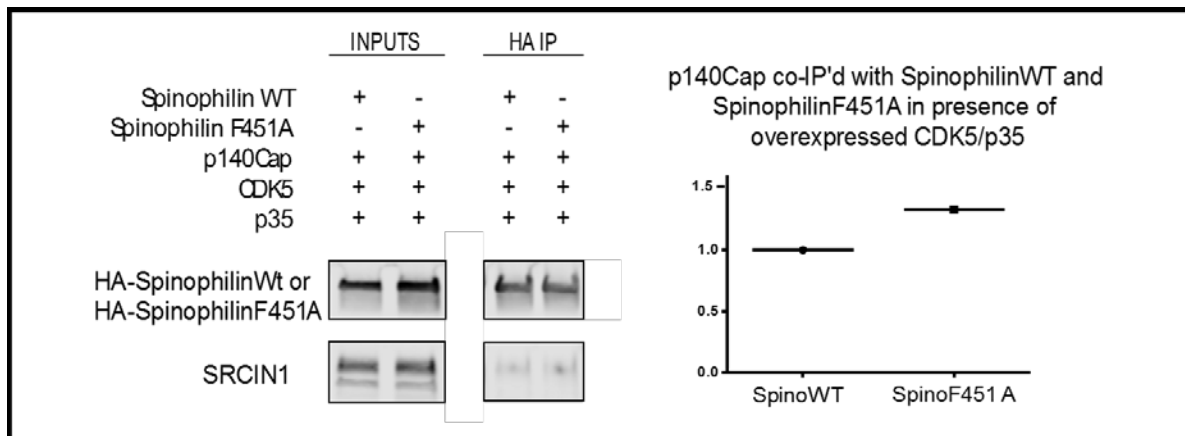 INPUTS HA IP
Spinophilin WT + - + -
Spinophilin F451A - + - +
p140Cap + + + +
CDK5 + + + +
p35 + + + +
HA-SpinophilinWt or
HA-SpinophilinF451A
SRCIN1
p140Cap co-IP'd with SpinophilinWT and
SpinophilinF451A in presence of
overexpressed CDK5/p35
1.5
1.0
0.5
0.0
SpinoWT SpinoF451 A